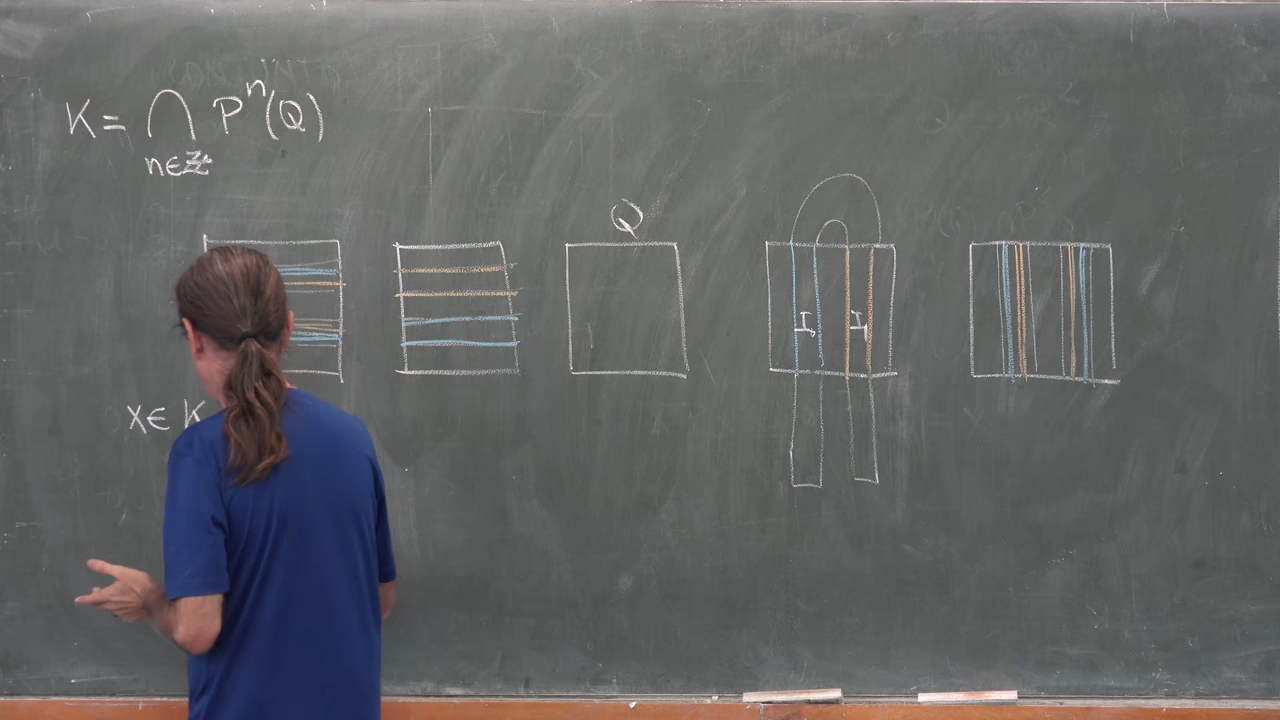 K = ⋂ Pⁿ(Q)
n∈ℤ
Q
I₀ I₁
x∈K